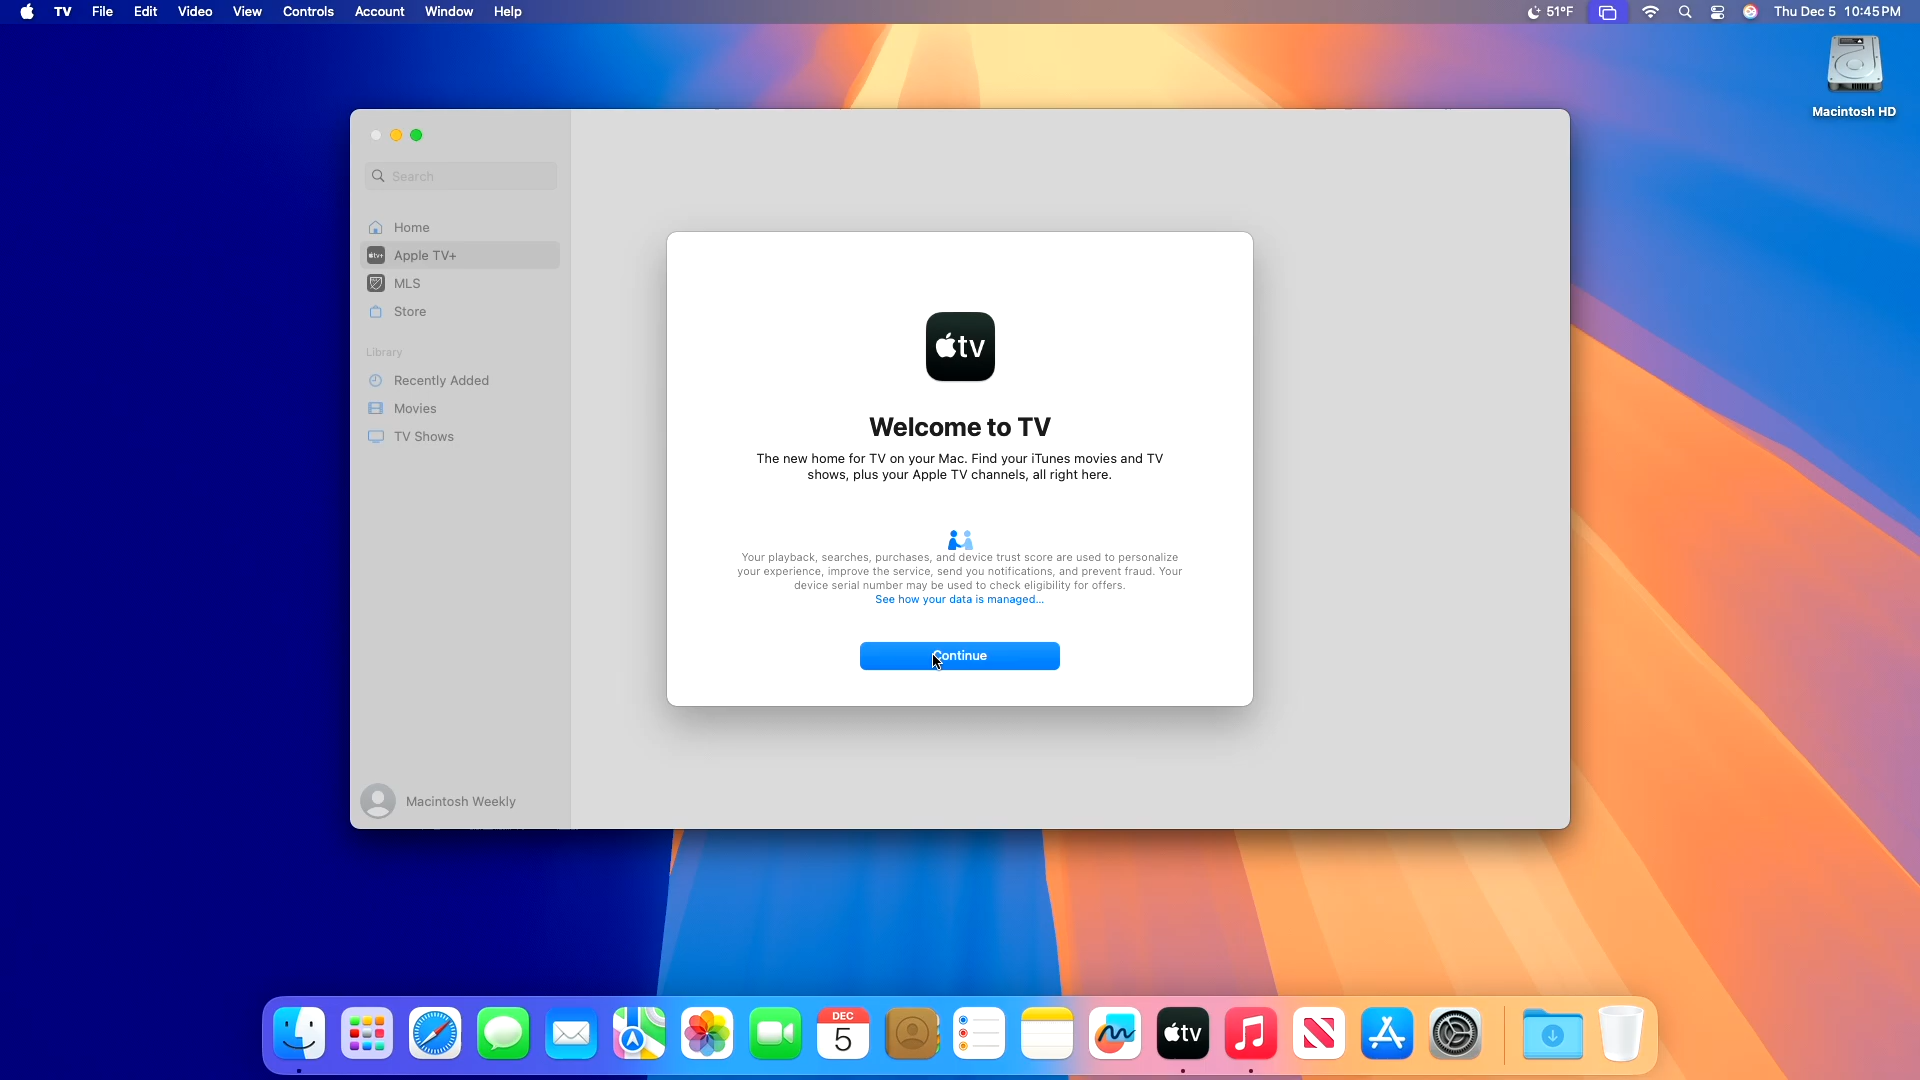 TV File Edit Video View Controls Account Window Help
51°F Thu Dec 5 10:45 PM
Macintosh HD
Search
Home
tv+ Apple TV+
MLS
Store
Library
Recently Added
Movies
TV Shows
Macintosh Weekly
tv
Welcome to TV
The new home for TV on your Mac. Find your iTunes movies and TV
shows, plus your Apple TV channels, all right here.
Your playback, searches, purchases, and device trust score are used to personalize
your experience, improve the service, send you notifications, and prevent fraud. Your
device serial number may be used to check eligibility for offers.
See how your data is managed...
Continue
DEC
5
tv